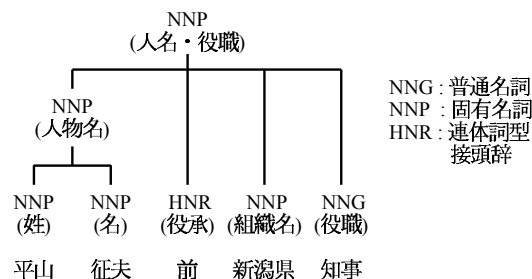 NNP
(人名・役職)
NNP
(人物名)
NNG : 普通名詞
NNP : 固有名詞
HNR : 連体詞型
接頭辞
NNP NNP HNR NNP NNG
(姓) (名) (役承) (組織名) (役職)
平山 征夫 前 新潟県 知事